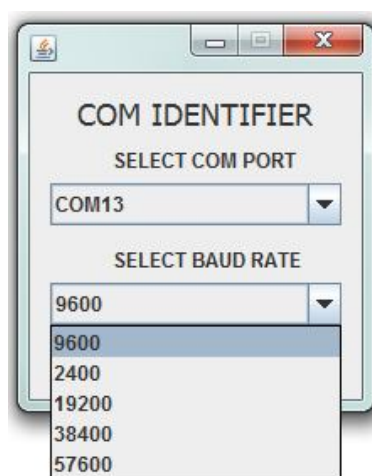 COM IDENTIFIER
SELECT COM PORT
COM13
SELECT BAUD RATE
9600
9600
2400
19200
38400
57600